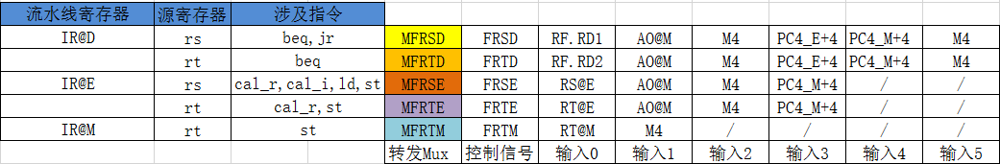 流水线寄存器 源寄存器 涉及指令
IR@D rs beq,jr MFRSD FRSD RF.RD1 AO@M M4 PC4_E+4 PC4_M+4 M4
rt beq MFRTD FRTD RF.RD2 AO@M M4 PC4_E+4 PC4_M+4 M4
IR@E rs cal_r,cal_i,ld,st MFRSE FRSE RS@E AO@M M4 PC4_M+4 / /
rt cal_r,st MFRTE FRTE RT@E AO@M M4 PC4_M+4 / /
IR@M rt st MFRTM FRTM RT@M M4 / / / /
转发Mux 控制信号 输入0 输入1 输入2 输入3 输入4 输入5